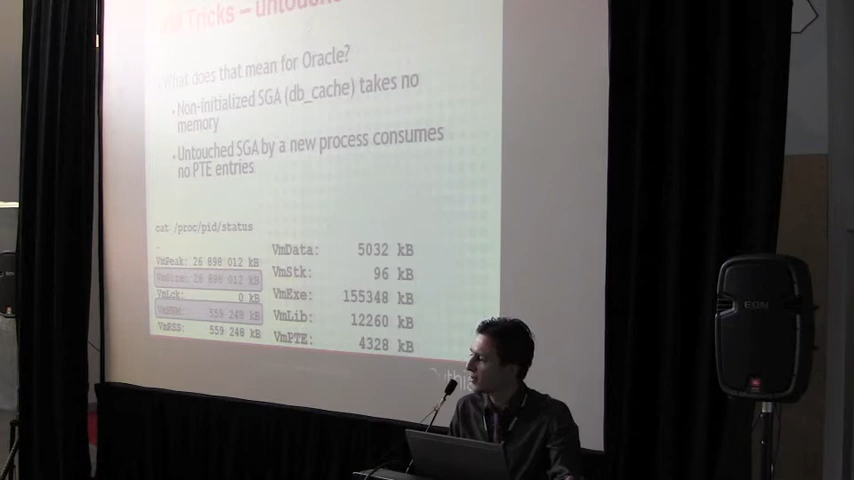 Tricks – untouched
What does that mean for Oracle?
Non-initialized SGA (db_cache) takes no
memory
Untouched SGA by a new process consumes
no PTE entries
cat /proc/pid/status
VmPeak: 26 898 012 kB
VmSize: 26 898 012 kB
VmLck: 0 kB
VmHWM: 559 248 kB
VmRSS: 559 248 kB
VmData: 5032 kB
VmStk: 96 kB
VmExe: 155348 kB
VmLib: 12260 kB
VmPTE: 4328 kB
EON